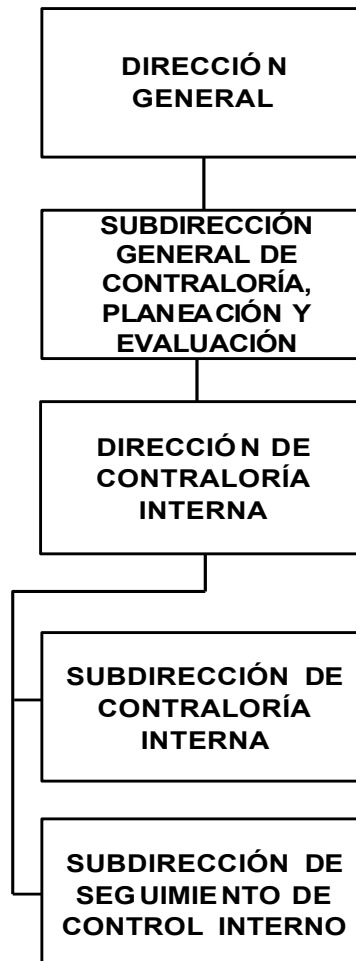 DIRECCIÓN
GENERAL
SUBDIRECCIÓN
GENERAL DE
CONTRALORÍA,
PLANEACIÓN Y
EVALUACIÓN
DIRECCIÓN DE
CONTRALORÍA
INTERNA
SUBDIRECCIÓN DE
CONTRALORÍA
INTERNA
SUBDIRECCIÓN DE
SEGUIMIENTO DE
CONTROL INTERNO